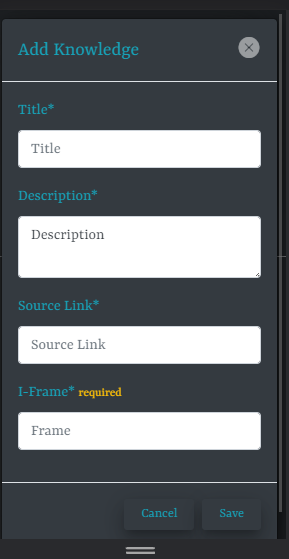 Add Knowledge
Title*
Title
Description*
Description
Source Link*
Source Link
I-Frame* required
Frame
Cancel Save